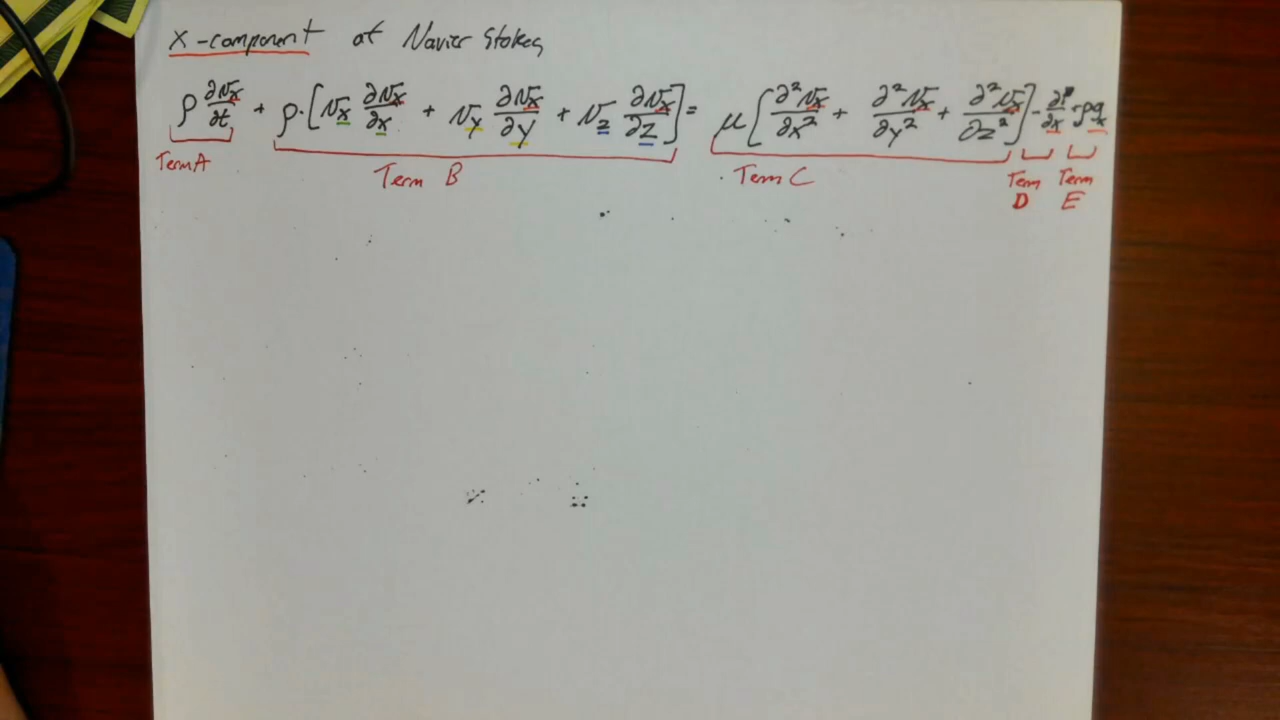 x-component of Navier Stokes
ρ ∂vx/∂t + ρ·[vx ∂vx/∂x + vy ∂vx/∂y + vz ∂vx/∂z] = μ[∂²vx/∂x² + ∂²vx/∂y² + ∂²vx/∂z²] - ∂P/∂x + ρgx
Term A Term B Term C Term D Term E